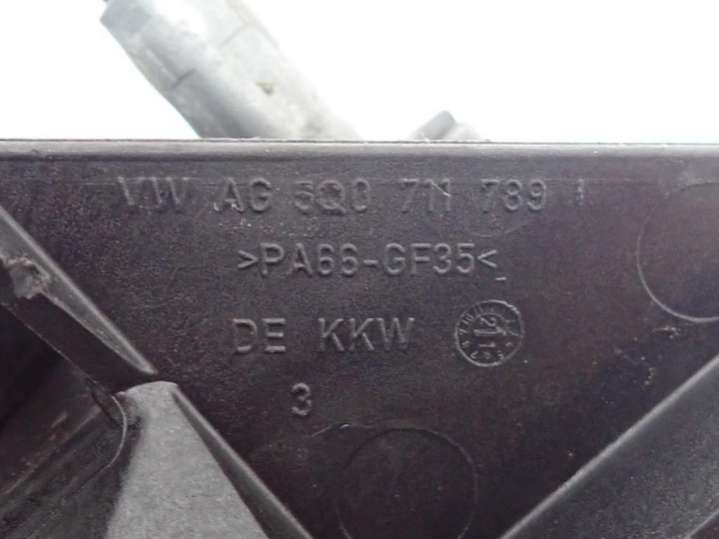 VW AG 5Q0 711 789
>PA66-GF35<
DE KKW
3